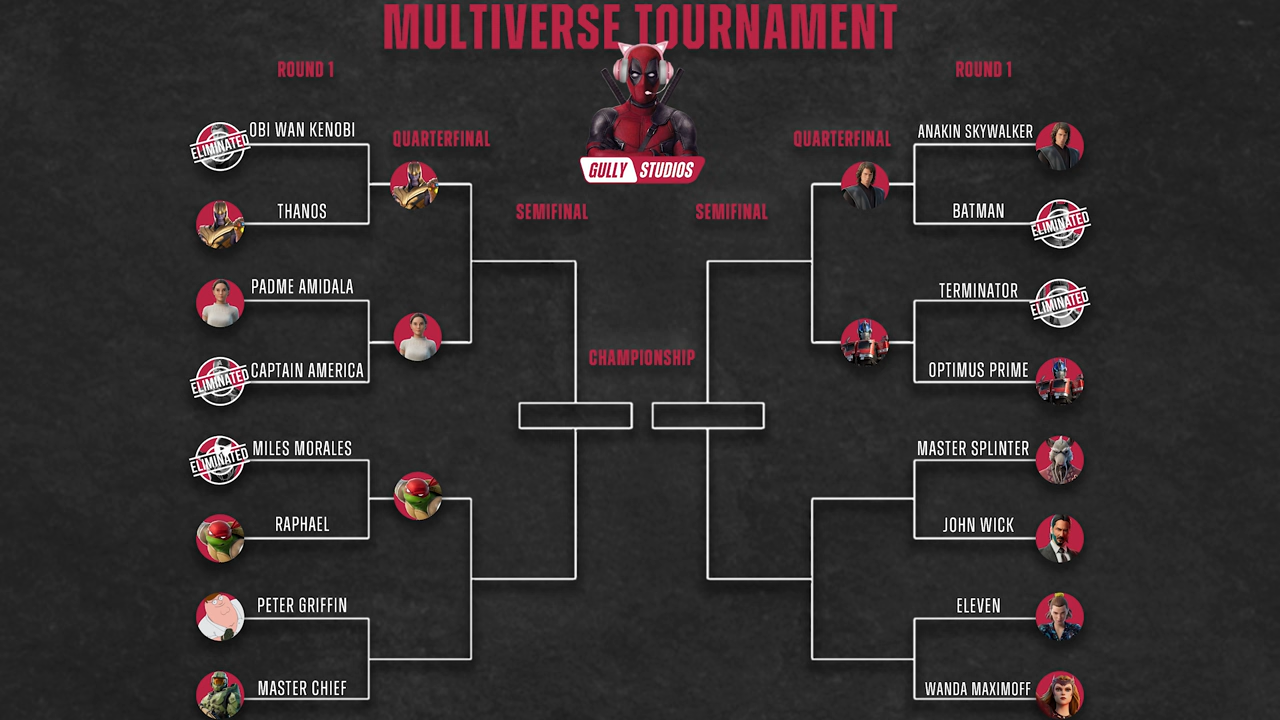 MULTIVERSE TOURNAMENT
ROUND 1
ROUND 1
OBI WAN KENOBI
ELIMINATED
QUARTERFINAL
GULLY STUDIOS
QUARTERFINAL
ANAKIN SKYWALKER
THANOS
SEMIFINAL
SEMIFINAL
BATMAN
ELIMINATED
PADME AMIDALA
TERMINATOR
ELIMINATED
CHAMPIONSHIP
ELIMINATED
CAPTAIN AMERICA
OPTIMUS PRIME
ELIMINATED
MILES MORALES
MASTER SPLINTER
RAPHAEL
JOHN WICK
PETER GRIFFIN
ELEVEN
MASTER CHIEF
WANDA MAXIMOFF